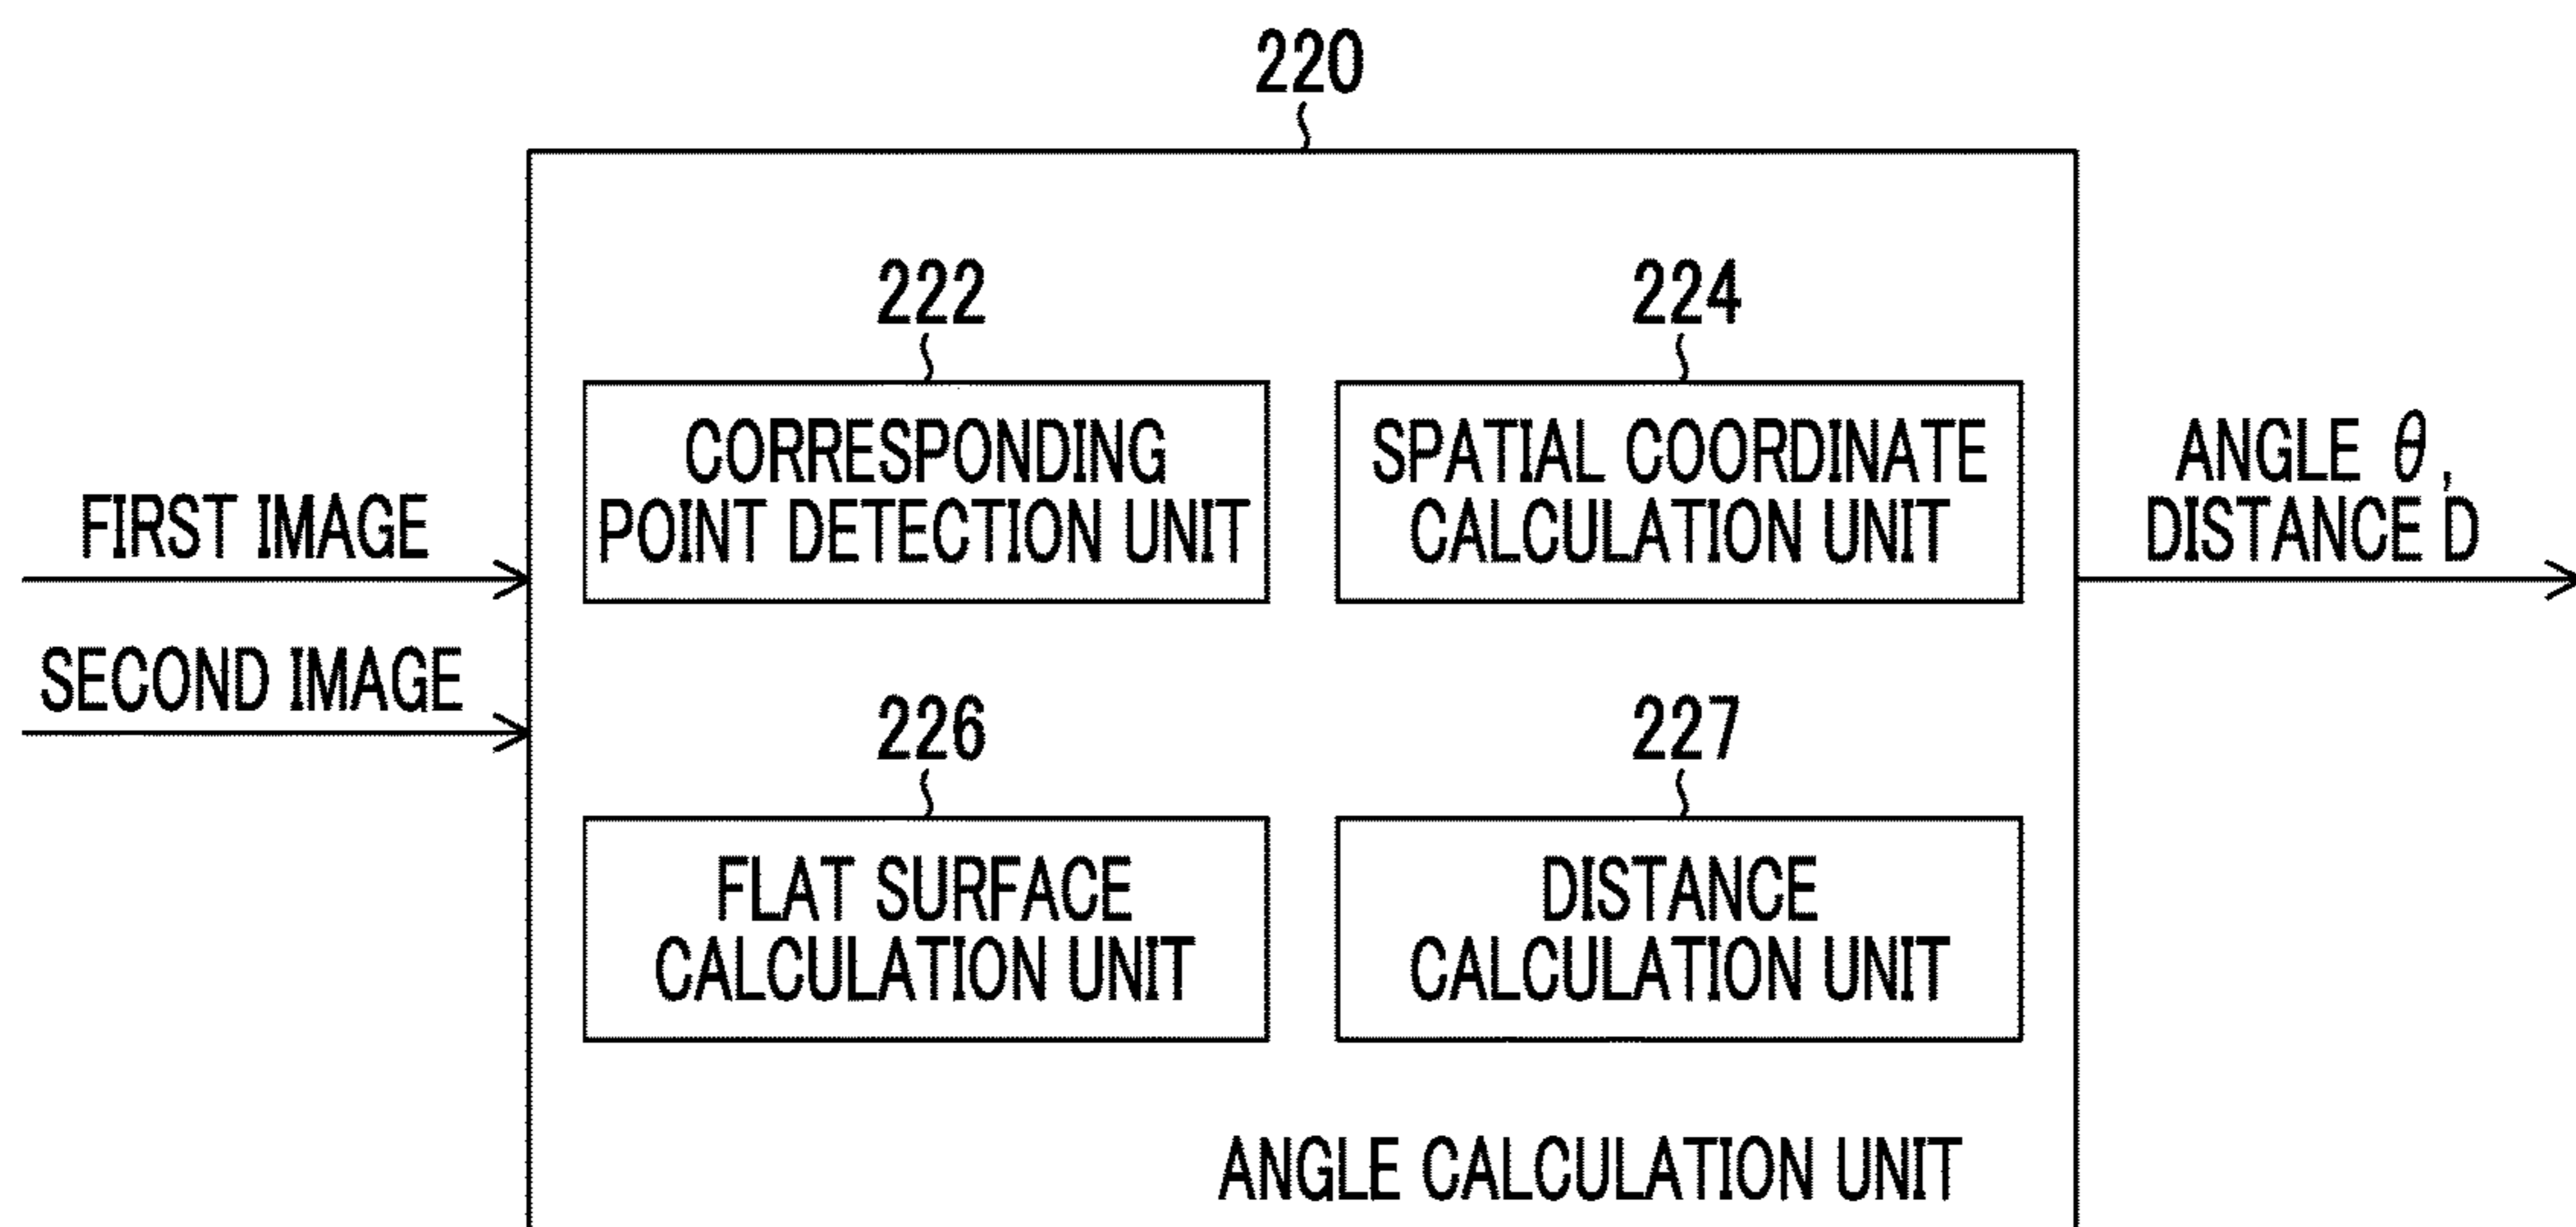 220
222
CORRESPONDING
POINT DETECTION UNIT
224
SPATIAL COORDINATE
CALCULATION UNIT
FIRST IMAGE
SECOND IMAGE
ANGLE θ,
DISTANCE D
226
FLAT SURFACE
CALCULATION UNIT
227
DISTANCE
CALCULATION UNIT
ANGLE CALCULATION UNIT